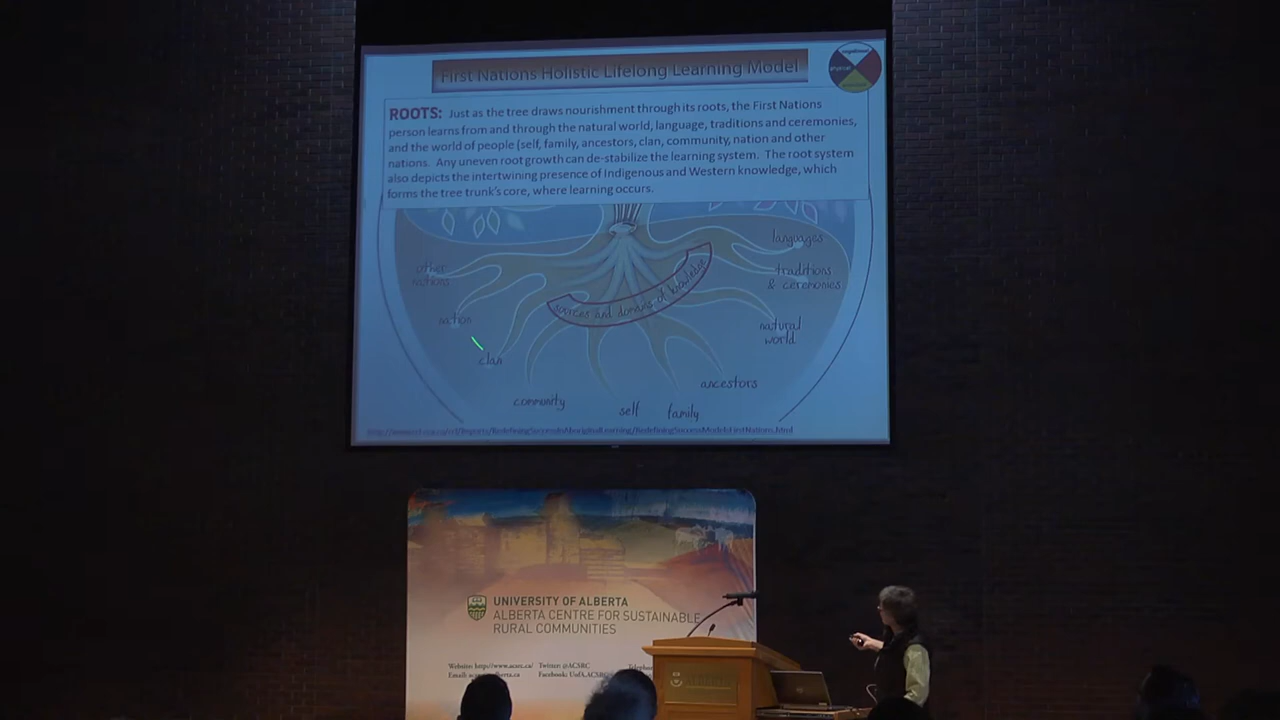 First Nations Holistic Lifelong Learning Model
ROOTS: Just as the tree draws nourishment through its roots, the First Nations
person learns from and through the natural world, language, traditions and ceremonies,
and the world of people (self, family, ancestors, clan, community, nation and other
nations. Any uneven root growth can de-stabilize the learning system. The root system
also depicts the intertwining presence of Indigenous and Western knowledge, which
forms the tree trunk's core, where learning occurs.
languages
other
nations
traditions
& ceremonies
sources and domains of knowledge
nation
natural
world
clan
ancestors
community
self
family
UNIVERSITY OF ALBERTA
ALBERTA CENTRE FOR SUSTAINABLE
RURAL COMMUNITIES
Website: http://www.acsrc.ca/ Twitter: @ACSRC
Email: Facebook: UofA.ACSRC
ALBERTA